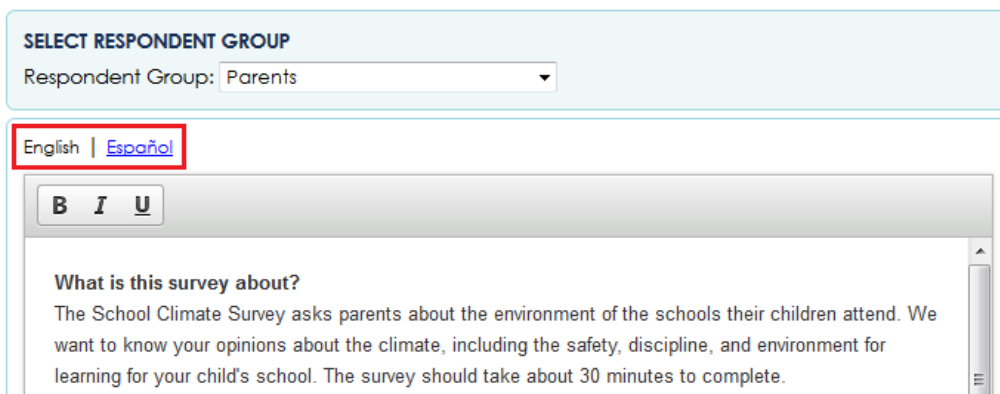 SELECT RESPONDENT GROUP
Respondent Group: Parents
English | Español
B I U
What is this survey about?
The School Climate Survey asks parents about the environment of the schools their children attend. We
want to know your opinions about the climate, including the safety, discipline, and environment for
learning for your child's school. The survey should take about 30 minutes to complete.